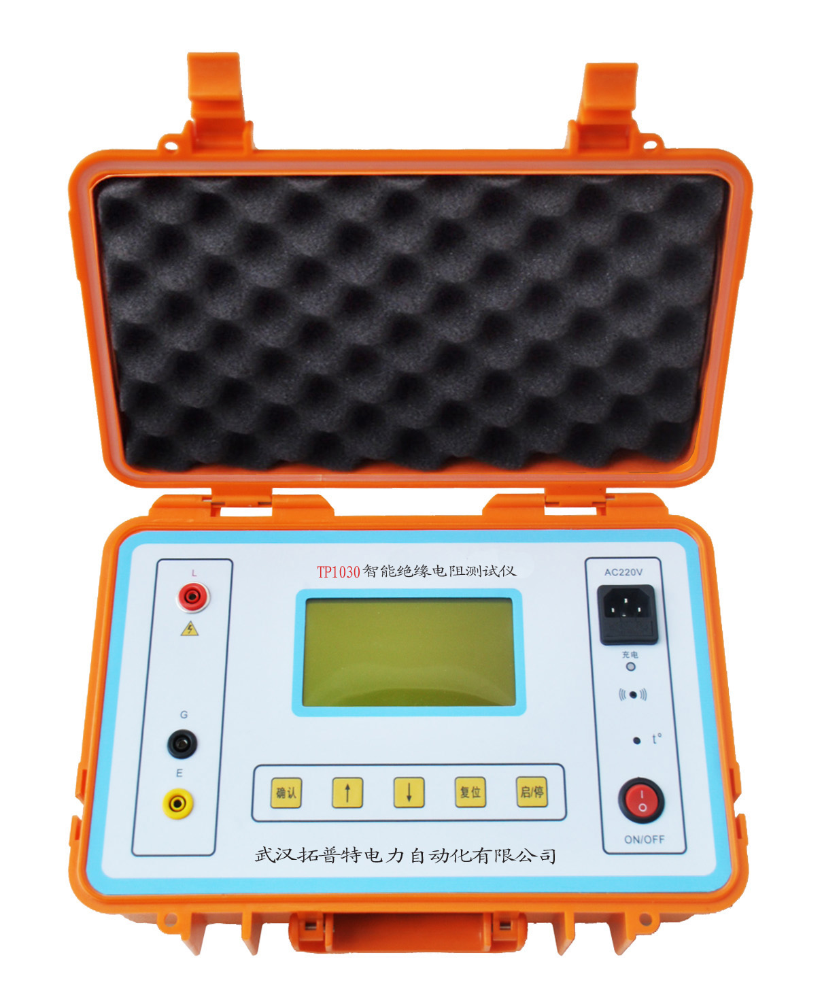 TP1030智能绝缘电阻测试仪
L
G
E
AC220V
充电
t°
ON/OFF
确认
↑
↓
复位
启/停
武汉拓普特电力自动化有限公司